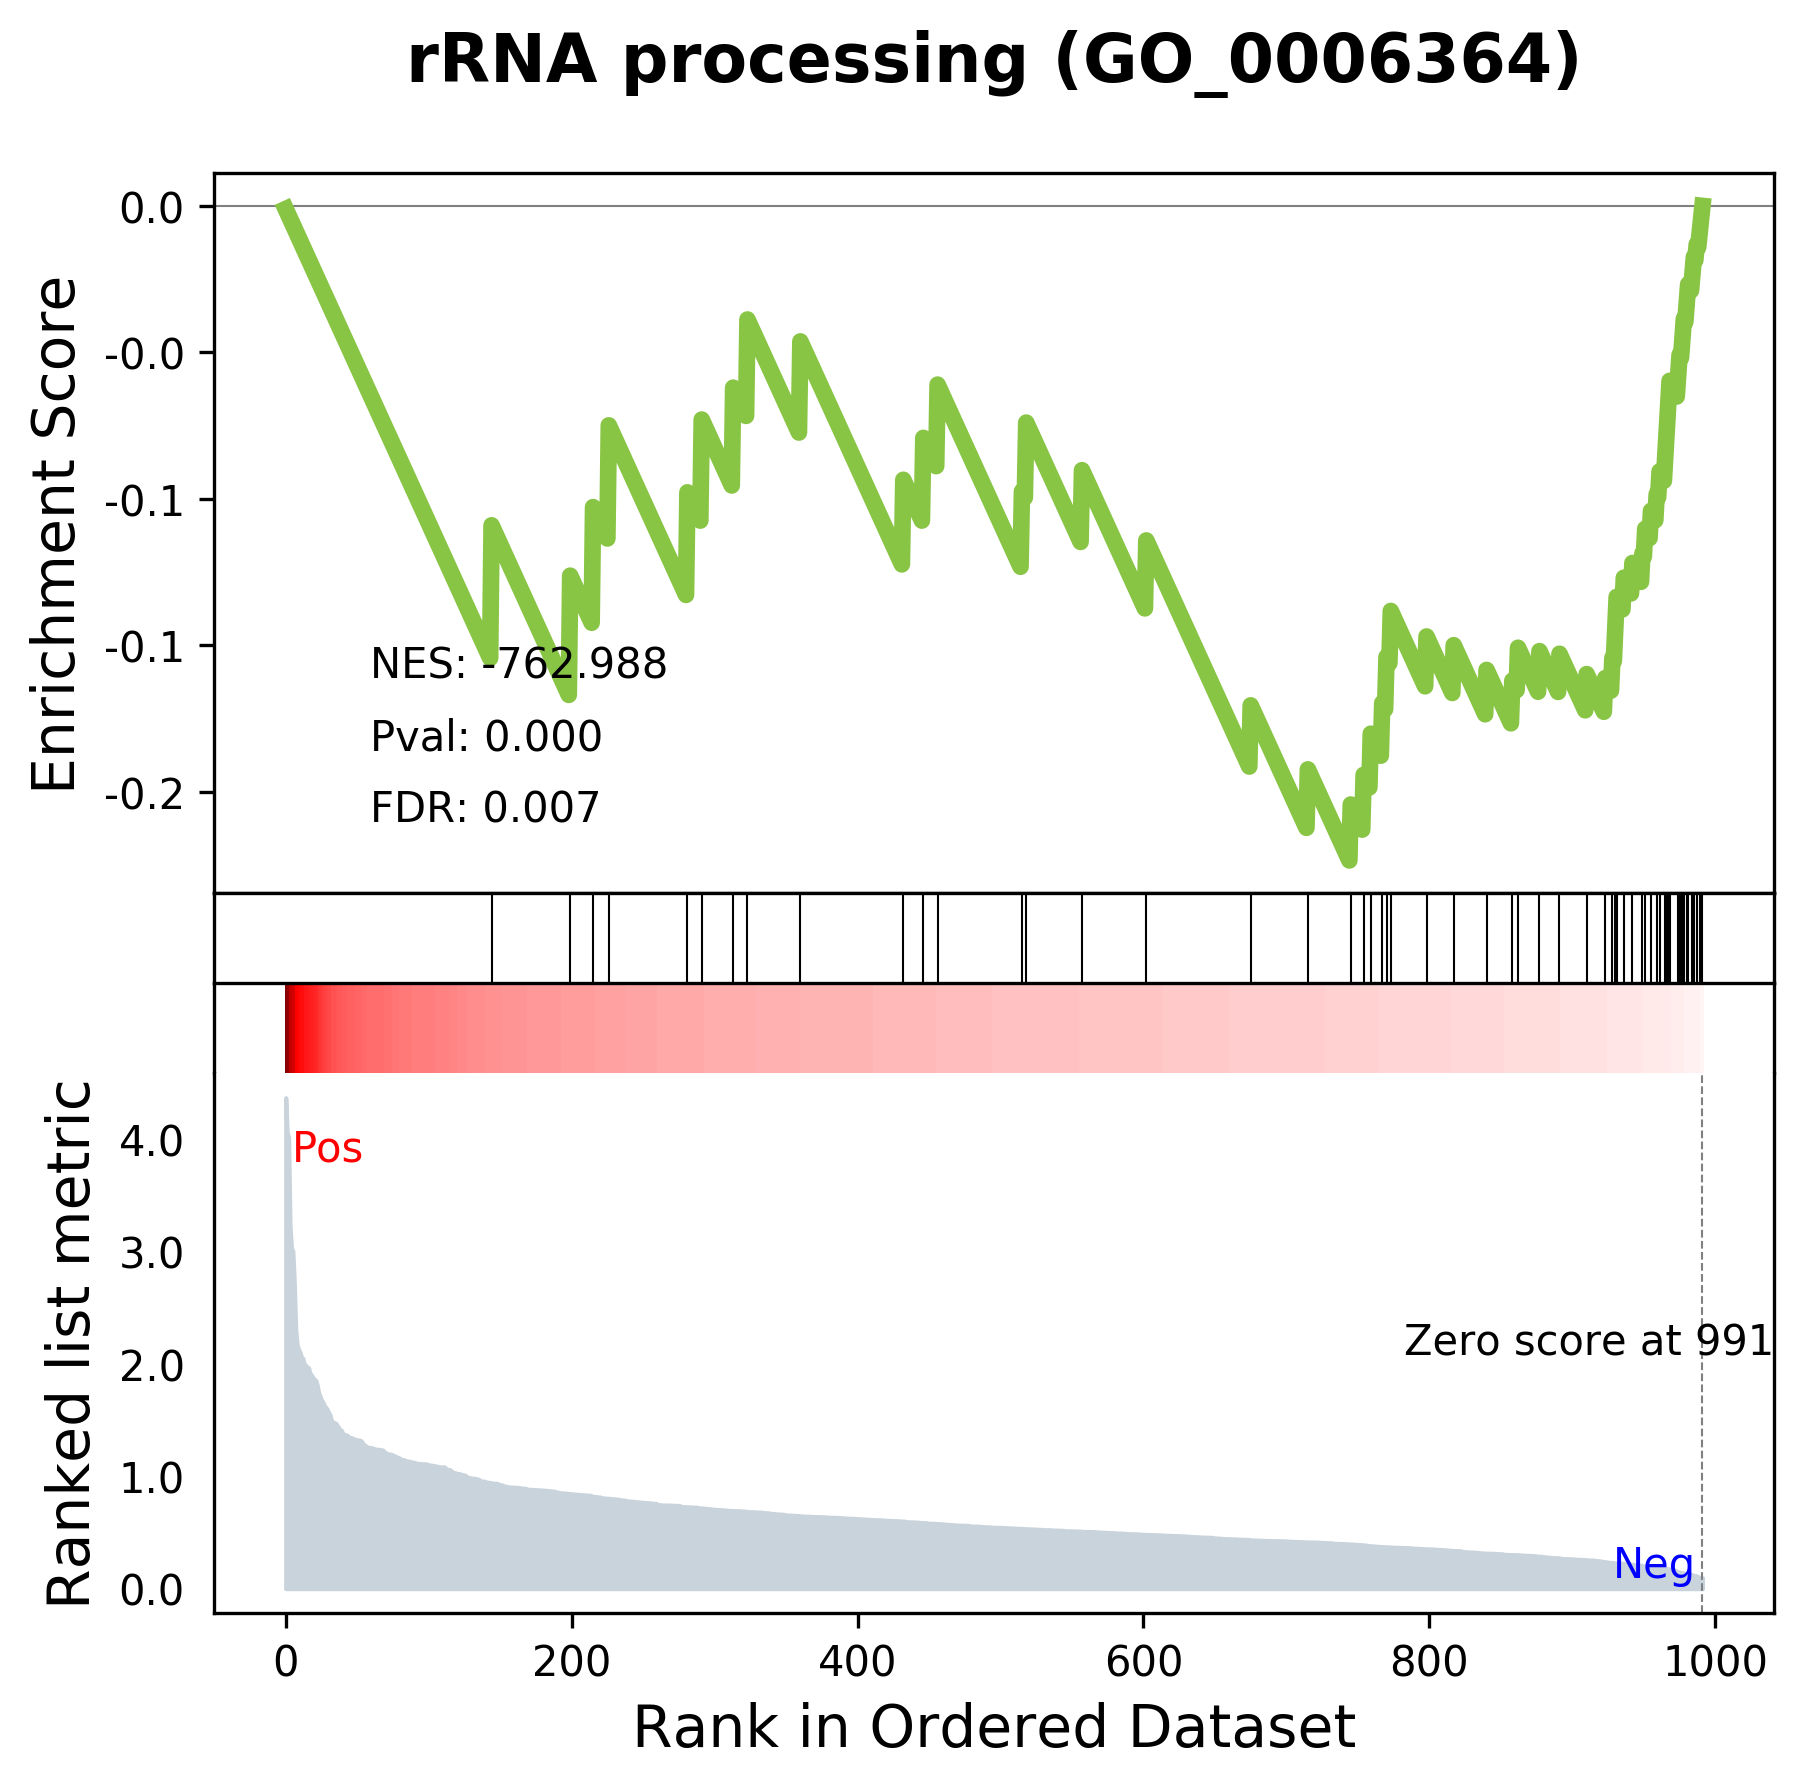 rRNA processing (GO_0006364)
Enrichment Score
0.0
-0.0
-0.1
-0.1
-0.2
NES: -762.988
Pval: 0.000
FDR: 0.007
Ranked list metric
4.0
3.0
2.0
1.0
0.0
Pos
Zero score at 991
Neg
0 200 400 600 800 1000
Rank in Ordered Dataset